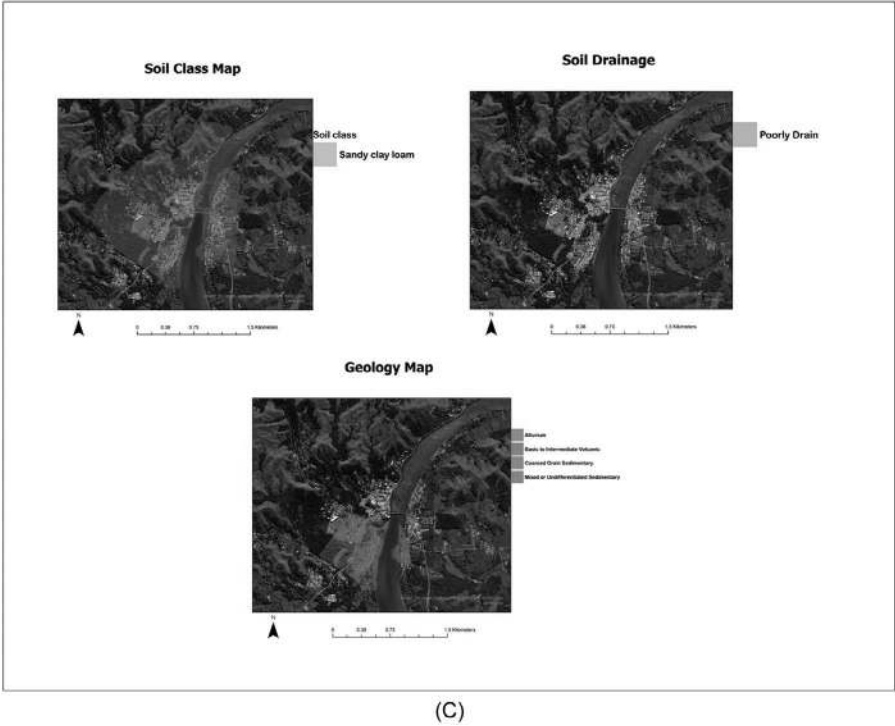 Soil Class Map
Soil class
Sandy clay loam
N
0 0.38 0.75 1.5 Kilometers
Soil Drainage
Poorly Drain
N
0 0.38 0.75 1.5 Kilometers
Geology Map
Alluvium
Basic to Intermediate Volcanic
Coarsed Grain Sedimentary
Mixed or Undifferentiated Sedimentary
N
0 0.38 0.75 1.5 Kilometers
(C)